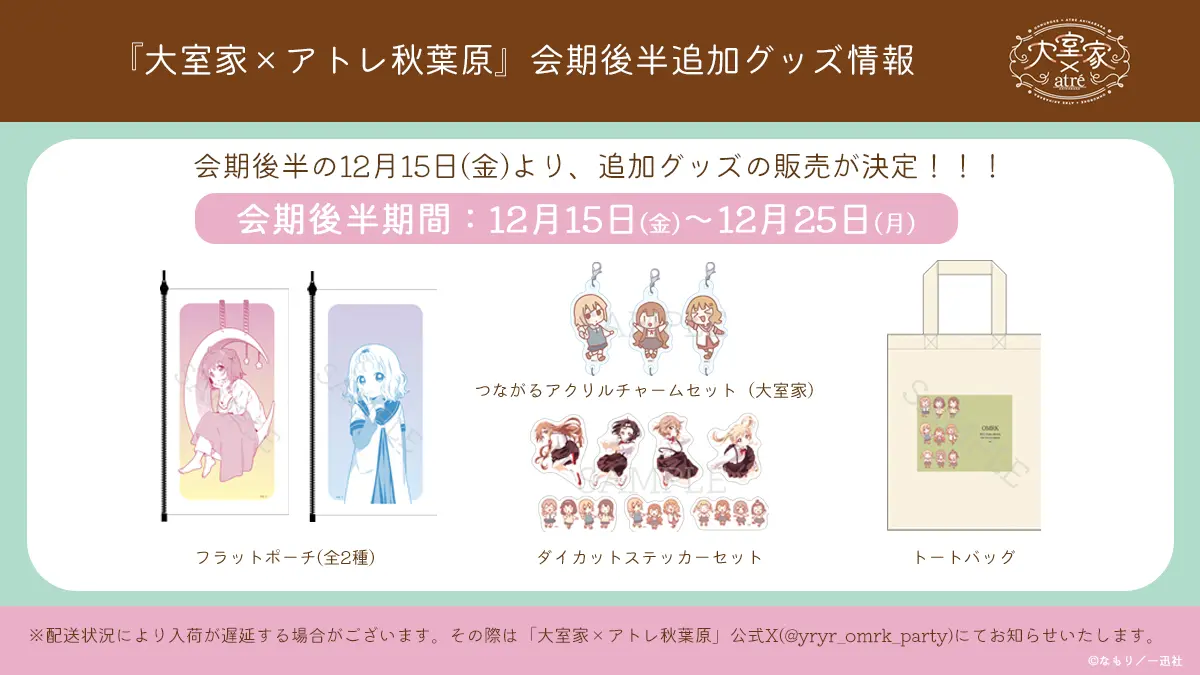 『大室家×アトレ秋葉原』会期後半追加グッズ情報
大室家
×
atré
会期後半の12月15日(金)より、追加グッズの販売が決定！！！
会期後半期間：12月15日(金)～12月25日(月)
SAMPLE
SAMPLE
SAMPLE
つながるアクリルチャームセット（大室家）
SAMPLE
OMRK
SAMPLE
フラットポーチ(全2種)
ダイカットステッカーセット
トートバッグ
※配送状況により入荷が遅延する場合がございます。その際は「大室家×アトレ秋葉原」公式X(@yryr_omrk_party)にてお知らせいたします。
©なもり／一迅社